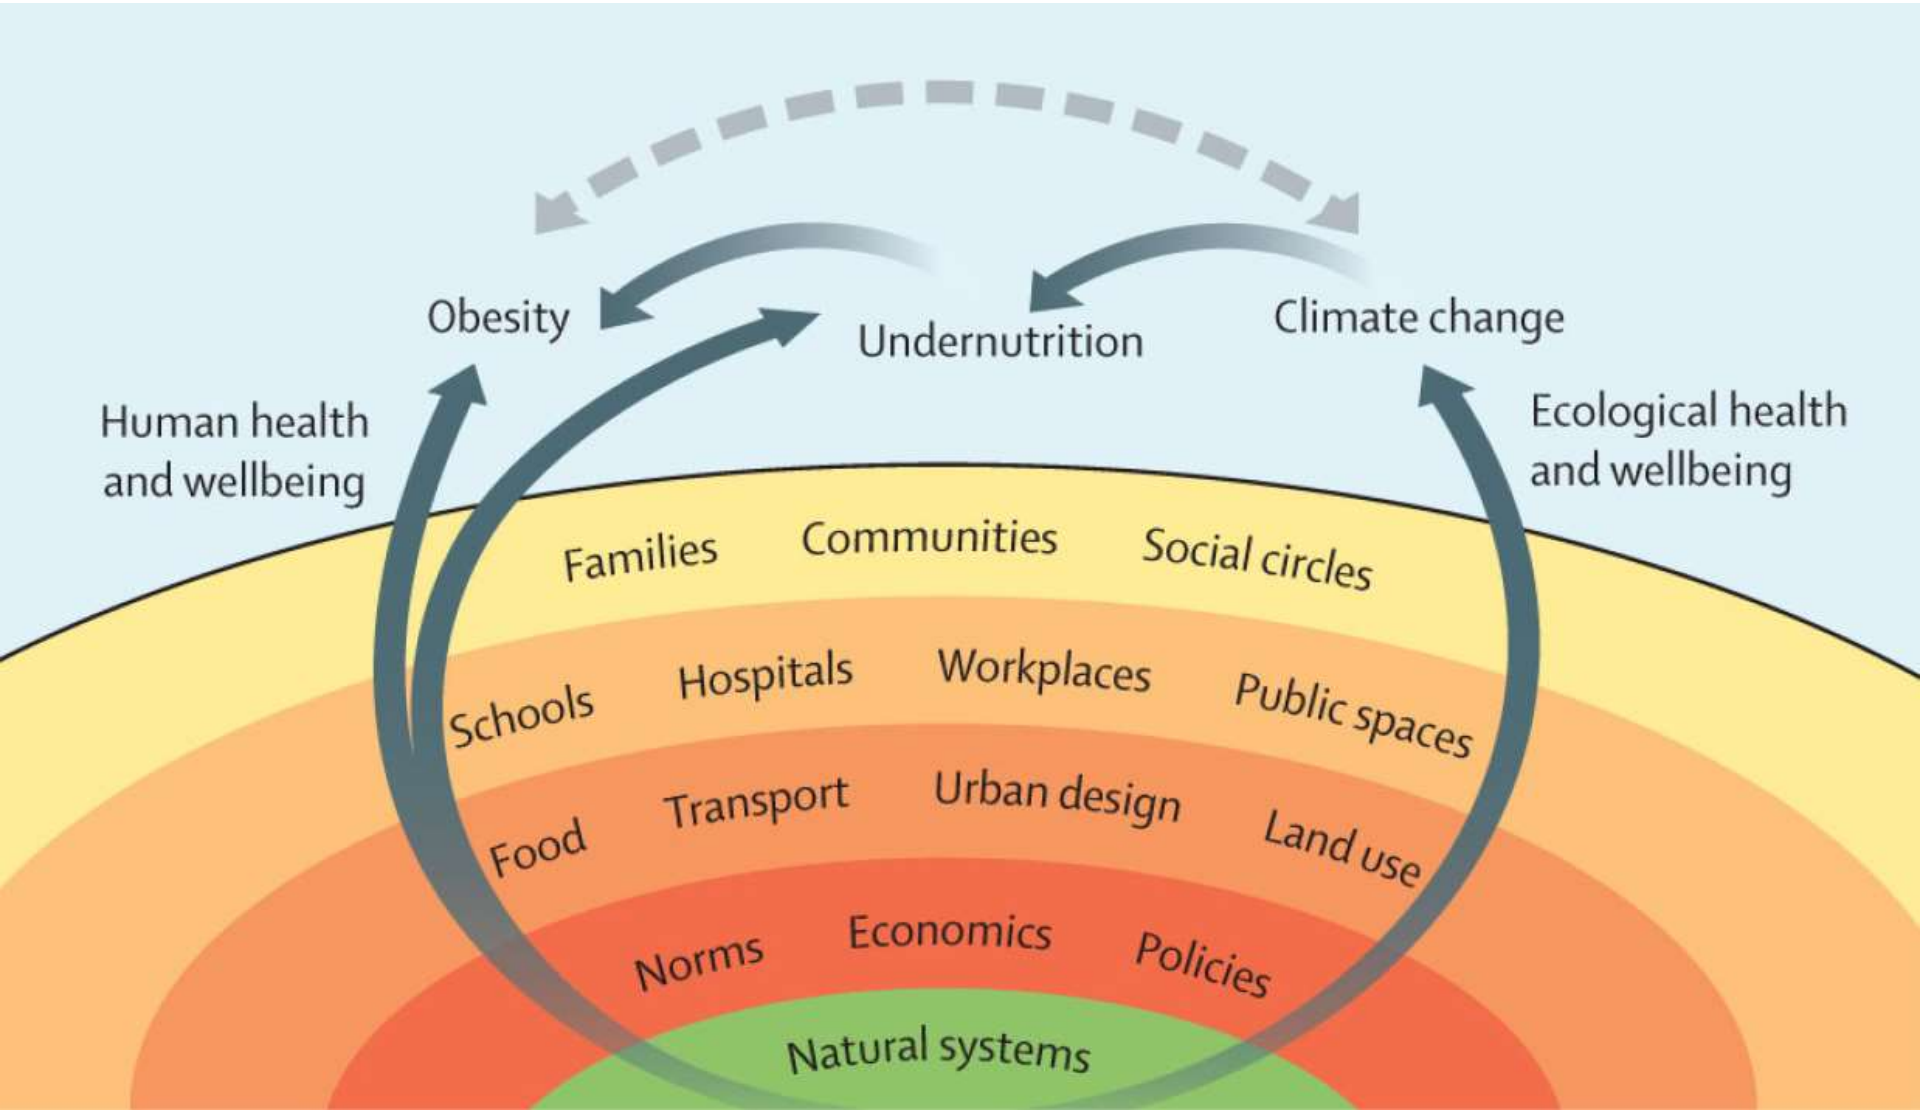 Obesity
Undernutrition
Climate change
Human health
and wellbeing
Ecological health
and wellbeing
Families Communities Social circles
Schools Hospitals Workplaces Public spaces
Food Transport Urban design Land use
Norms Economics Policies
Natural systems